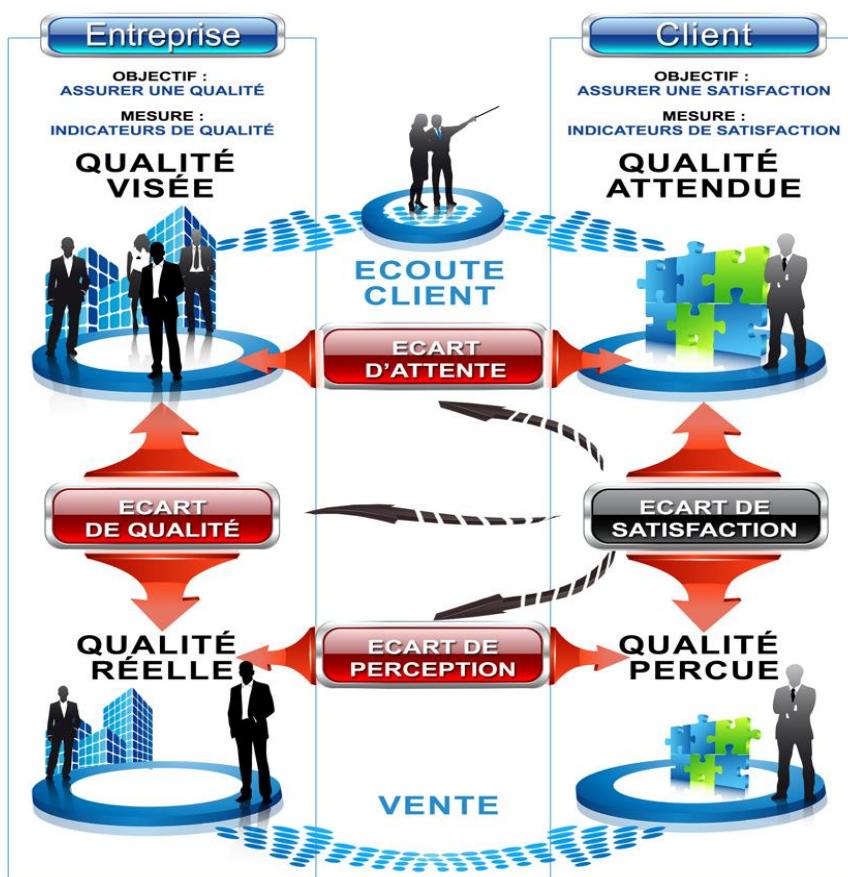 Entreprise
OBJECTIF :
ASSURER UNE QUALITÉ
MESURE :
INDICATEURS DE QUALITÉ
QUALITÉ
VISÉE
Client
OBJECTIF :
ASSURER UNE SATISFACTION
MESURE :
INDICATEURS DE SATISFACTION
QUALITÉ
ATTENDUE
ECOUTE
CLIENT
ECART
D'ATTENTE
ECART
DE QUALITÉ
ECART DE
SATISFACTION
QUALITÉ
RÉELLE
ECART DE
PERCEPTION
QUALITÉ
PERCUE
VENTE